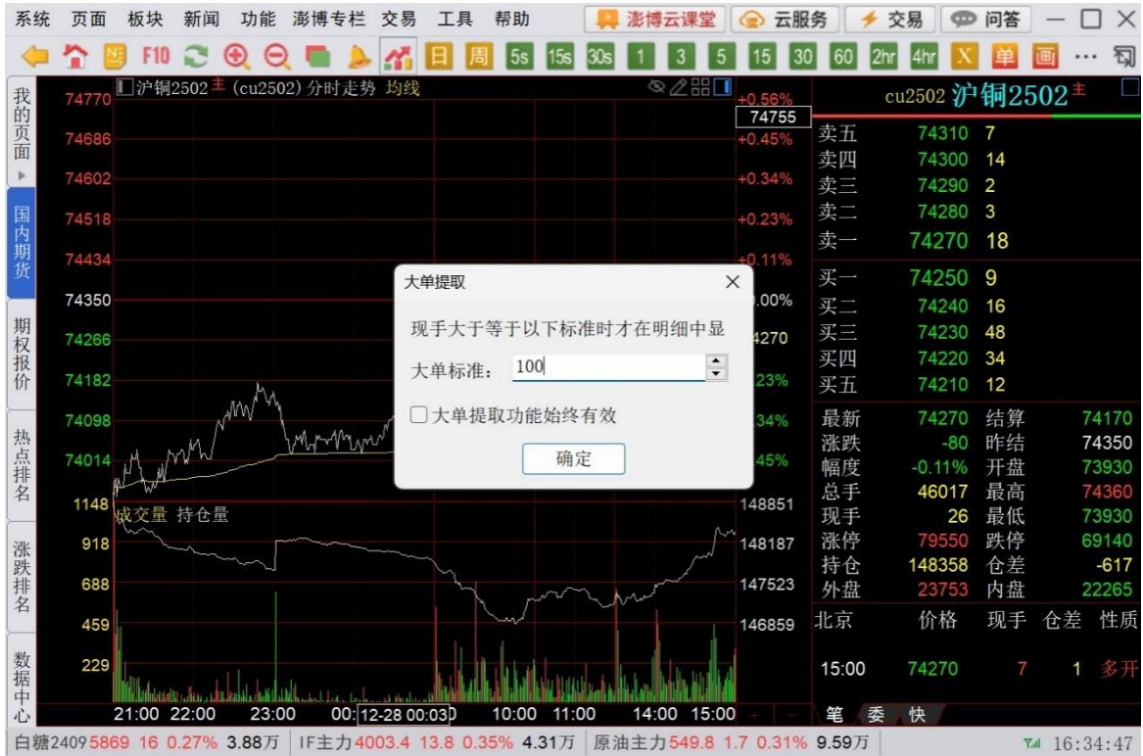 系统 页面 板块 新闻 功能 澎博专栏 交易 工具 帮助 澎博云课堂 云服务 交易 问答
NE F10 日 周 5s 15s 30s 1 3 5 15 30 60 2hr 4hr X 单 画 ...
我的页面
国内期货
期权报价
热点排名
涨跌排名
数据中心
沪铜2502主 (cu2502) 分时走势 均线
74770 +0.56%
74755
74686 +0.45%
74602 +0.34%
74518 +0.23%
74434 +0.11%
74350 .00%
74266 4270
74182 23%
74098 34%
74014 45%
1148 成交量 持仓量 148851
918 148187
688 147523
459 146859
229
21:00 22:00 23:00 00: 12-28 00:03 10:00 11:00 14:00 15:00 + -
大单提取
现手大于等于以下标准时才在明细中显
大单标准: 100
大单提取功能始终有效
确定
cu2502 沪铜2502主
卖五 74310 7
卖四 74300 14
卖三 74290 2
卖二 74280 3
卖一 74270 18
买一 74250 9
买二 74240 16
买三 74230 48
买四 74220 34
买五 74210 12
最新 74270 结算 74170
涨跌 -80 昨结 74350
幅度 -0.11% 开盘 73930
总手 46017 最高 74360
现手 26 最低 73930
涨停 79550 跌停 69140
持仓 148358 仓差 -617
外盘 23753 内盘 22265
北京 价格 现手 仓差 性质
15:00 74270 7 1 多开
笔 委 快
白糖2409 5869 16 0.27% 3.88万 IF主力 4003.4 13.8 0.35% 4.31万 原油主力 549.8 1.7 0.31% 9.59万 16:34:47